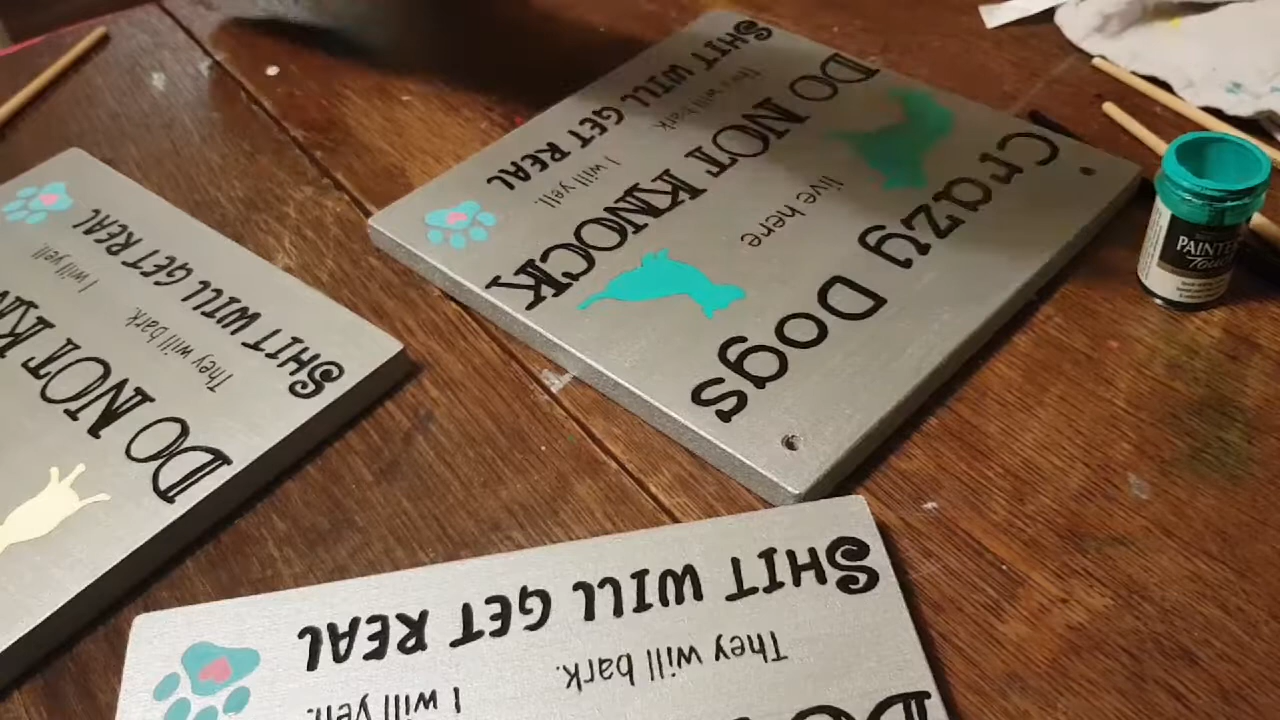 Crazy Dogs
live here
DO NOT KNOCK
They will bark. I will yell.
SHIT WILL GET REAL
DO NOT
They will bark.
I will yell.
SHIT WILL GET REAL
They will bark.
I will yell.
SHIT WILL GET REAL
PAINTER'S
Touch